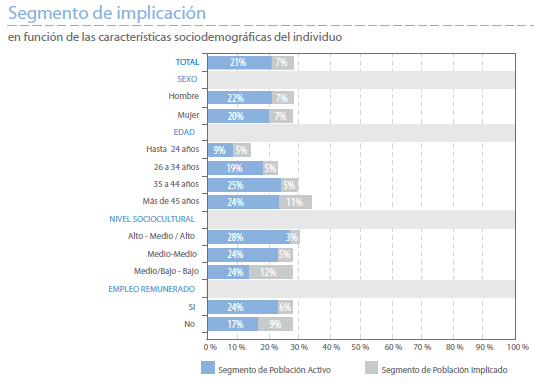 Segmento de implicación
en función de las características sociodemográficas del individuo
TOTAL 21% 7%
SEXO
Hombre 22% 7%
Mujer 20% 7%
EDAD
Hasta 24 años 9% 5%
26 a 34 años 19% 5%
35 a 44 años 25% 5%
Más de 45 años 24% 11%
NIVEL SOCIOCULTURAL
Alto - Medio / Alto 28% 3%
Medio-Medio 24% 5%
Medio/Bajo - Bajo 24% 12%
EMPLEO REMUNERADO
SI 24% 6%
No 17% 9%
0 % 10 % 20 % 30 % 40 % 50 % 60 % 70 % 80 % 90 % 100 %
Segmento de Población Activo Segmento de Población Implicado